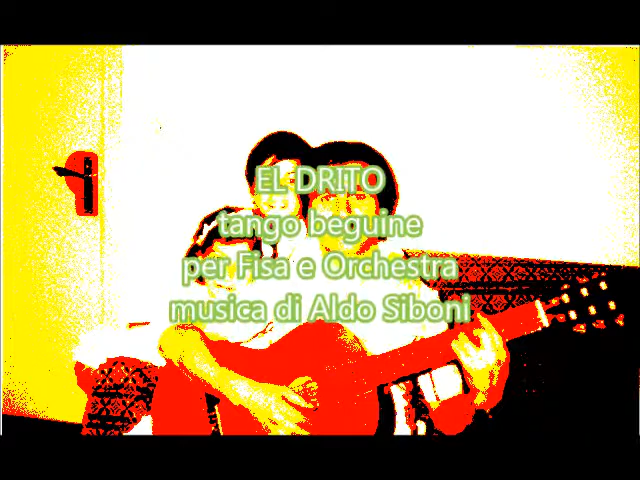 EL DRITO
tango beguine
per Fisa e Orchestra
musica di Aldo Siboni